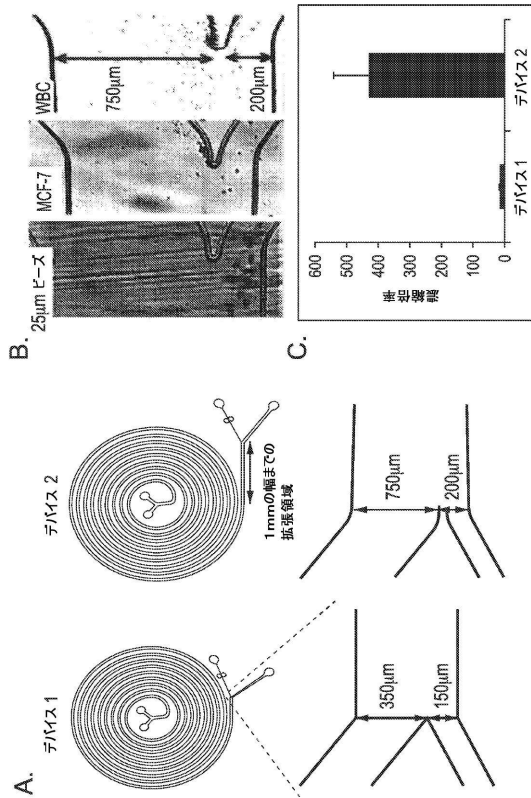 A.
デバイス 1
デバイス 2
1mmの幅までの
拡張領域
350μm
150μm
750μm
200μm
B.
25μm ビーズ
MCF-7
WBC
750μm
200μm
C.
濃縮倍率
600
500
400
300
200
100
0
デバイス 1
デバイス 2